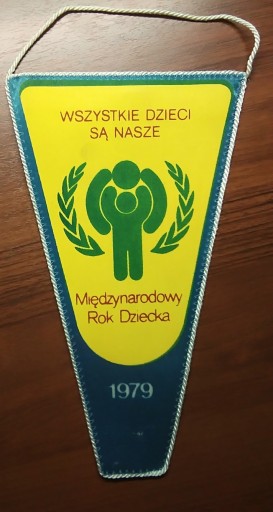 WSZYSTKIE DZIECI
SĄ NASZE
Międzynarodowy
Rok Dziecka
1979